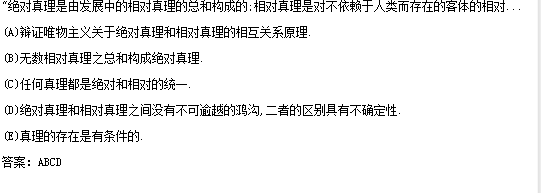 "绝对真理是由发展中的相对真理的总和构成的;相对真理是对不依赖于人类而存在的客体的相对...
(A)辩证唯物主义关于绝对真理和相对真理的相互关系原理.
(B)无数相对真理之总和构成绝对真理.
(C)任何真理都是绝对和相对的统一.
(D)绝对真理和相对真理之间没有不可逾越的鸿沟,二者的区别具有不确定性.
(E)真理的存在是有条件的.
答案: ABCD